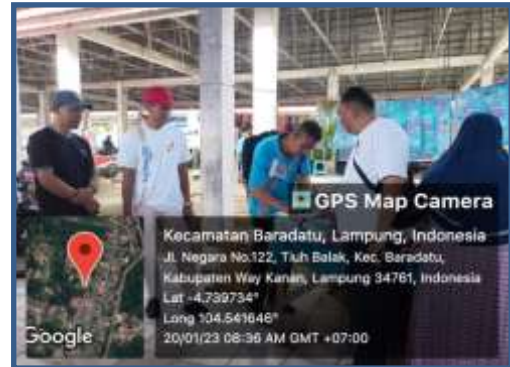 GPS Map Camera
Kecamatan Baradatu, Lampung, Indonesia
Jl. Negara No.122, Tiuh Balak, Kec. Baradatu,
Kabupaten Way Kanan, Lampung 34761, Indonesia
Lat -4.739734°
Long 104.541646°
20/01/23 08:36 AM GMT +07:00
Google